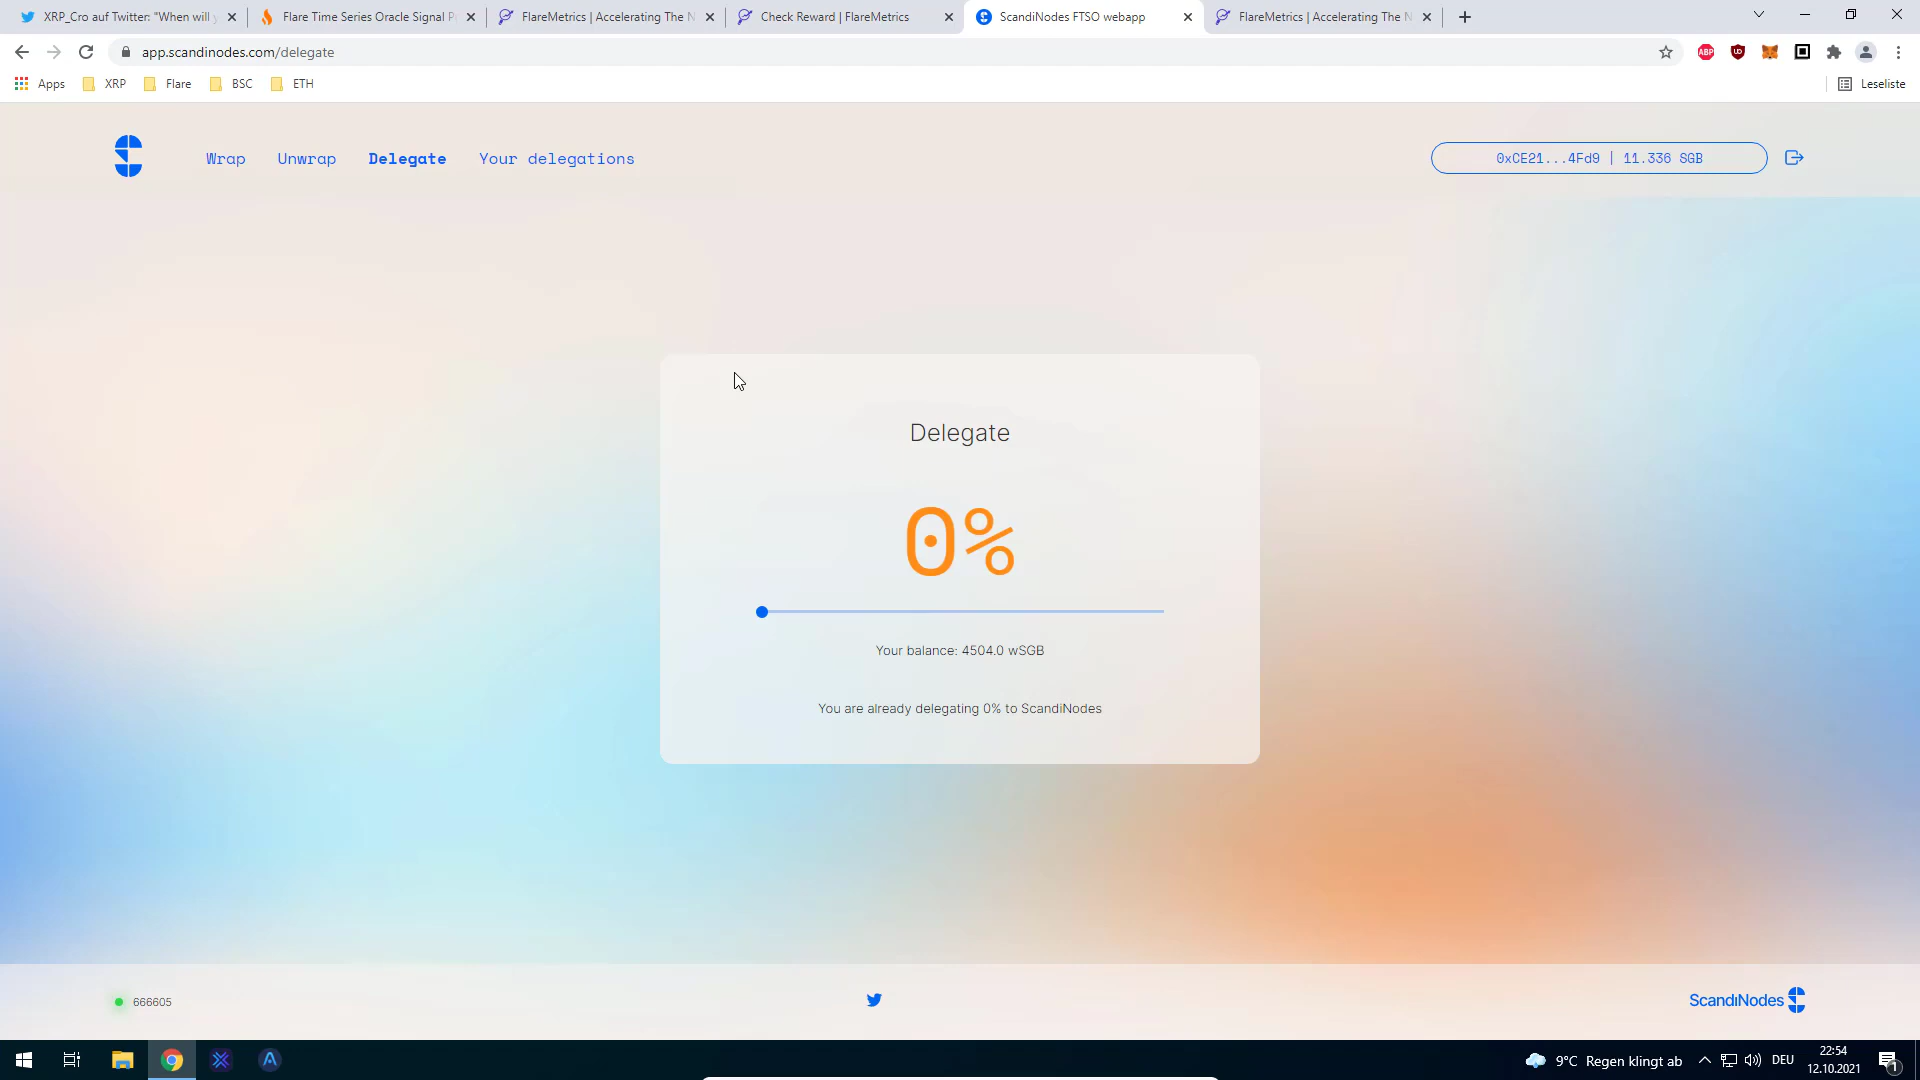 XRP_Cro auf Twitter: "When will
Flare Time Series Oracle Signal P
FlareMetrics | Accelerating The N
Check Reward | FlareMetrics
ScandiNodes FTSO webapp
FlareMetrics | Accelerating The N
app.scandinodes.com/delegate
ABP
Apps
XRP
Flare
BSC
ETH
Leseliste
Wrap
Unwrap
Delegate
Your delegations
0xCE21...4Fd9 | 11.336 SGB
Delegate
0%
Your balance: 4504.0 wSGB
You are already delegating 0% to ScandiNodes
666605
ScandiNodes
9°C Regen klingt ab
DEU
22:54
12.10.2021
1